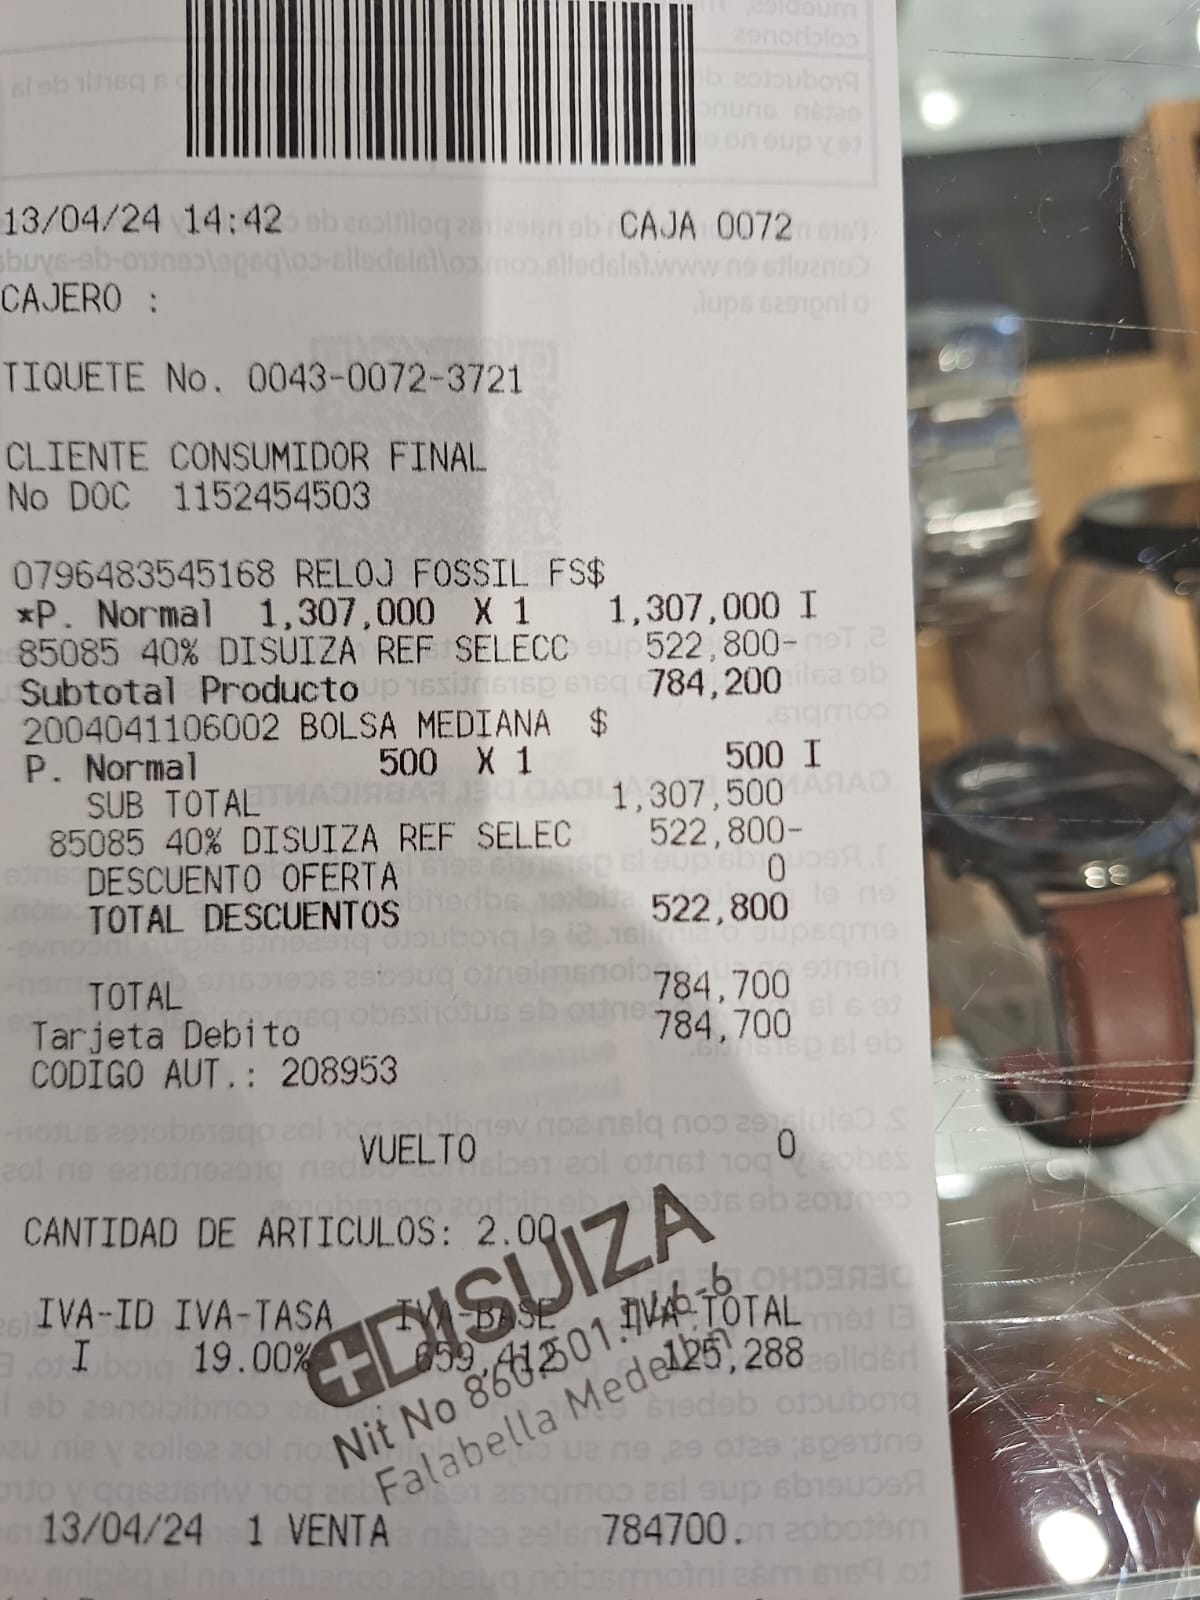 13/04/24 14:42 CAJA 0072
CAJERO :
TIQUETE No. 0043-0072-3721
CLIENTE CONSUMIDOR FINAL
No DOC 1152454503
0796483545168 RELOJ FOSSIL FS$
*P. Normal 1,307,000 X 1 1,307,000 I
85085 40% DISUIZA REF SELECC 522,800-
Subtotal Producto 784,200
2004041106002 BOLSA MEDIANA $
P. Normal 500 X 1 500 I
SUB TOTAL 1,307,500
85085 40% DISUIZA REF SELEC 522,800-
DESCUENTO OFERTA 0
TOTAL DESCUENTOS 522,800
TOTAL 784,700
Tarjeta Debito 784,700
CODIGO AUT.: 208953
VUELTO 0
CANTIDAD DE ARTICULOS: 2.00
IVA-ID IVA-TASA IVA-BASE IVA-TOTAL
I 19.00% 659,412 125,288
DISUIZA
Nit No
Falabella Medellin
13/04/24 1 VENTA 784700.